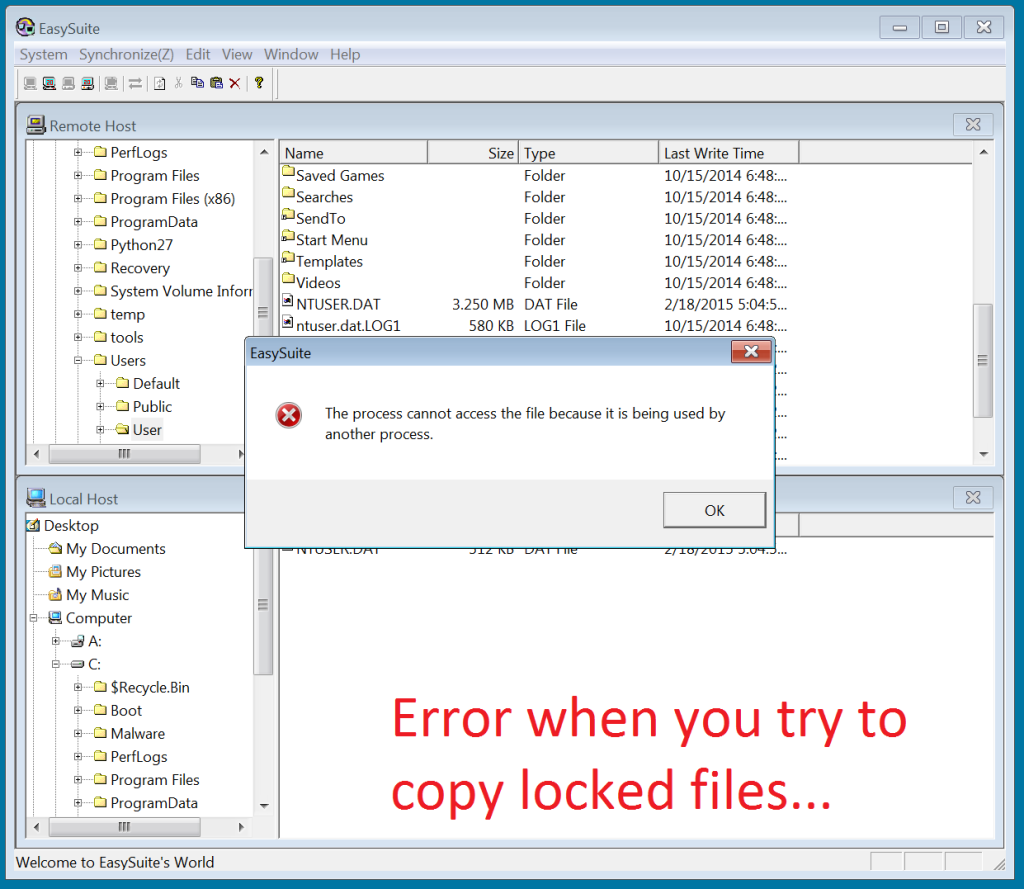 EasySuite
System Synchronize(Z) Edit View Window Help
Remote Host
PerfLogs
Program Files
Program Files (x86)
ProgramData
Python27
Recovery
System Volume Infor
temp
tools
Users
Default
Public
User
Name Size Type Last Write Time
Saved Games Folder 10/15/2014 6:48:...
Searches Folder 10/15/2014 6:48:...
SendTo Folder 10/15/2014 6:48:...
Start Menu Folder 10/15/2014 6:48:...
Templates Folder 10/15/2014 6:48:...
Videos Folder 10/15/2014 6:48:...
NTUSER.DAT 3.250 MB DAT File 2/18/2015 5:04:5...
ntuser.dat.LOG1 580 KB LOG1 File 10/15/2014 6:48:...
EasySuite
The process cannot access the file because it is being used by
another process.
OK
Local Host
Desktop
My Documents
My Pictures
My Music
Computer
A:
C:
$Recycle.Bin
Boot
Malware
PerfLogs
Program Files
ProgramData
NTUSER.DAT 512 KB DAT File 2/18/2015 5:04:5...
Error when you try to
copy locked files...
Welcome to EasySuite's World